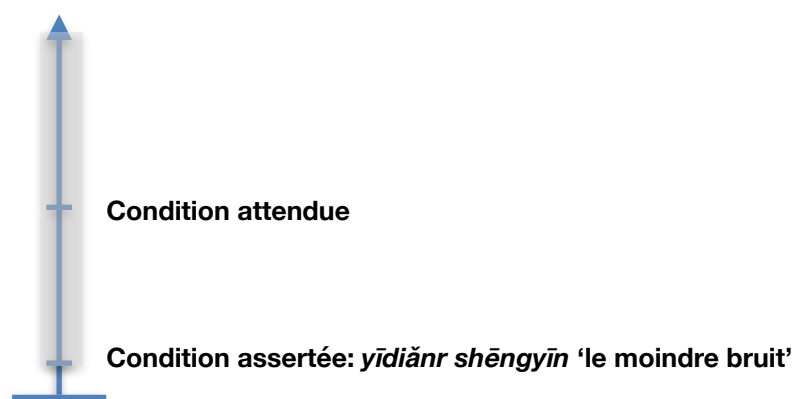 Condition attendue
Condition assertée: yīdiǎnr shēngyīn ‘le moindre bruit’